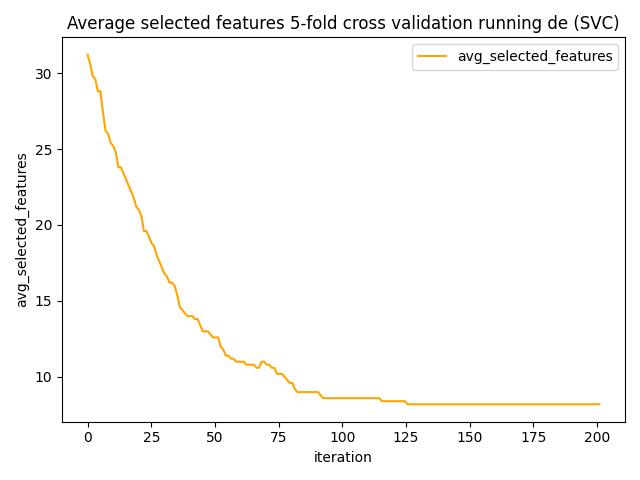 Average selected features 5-fold cross validation running de (SVC)
avg_selected_features
avg_selected_features
30
25
20
15
10
0 25 50 75 100 125 150 175 200
iteration